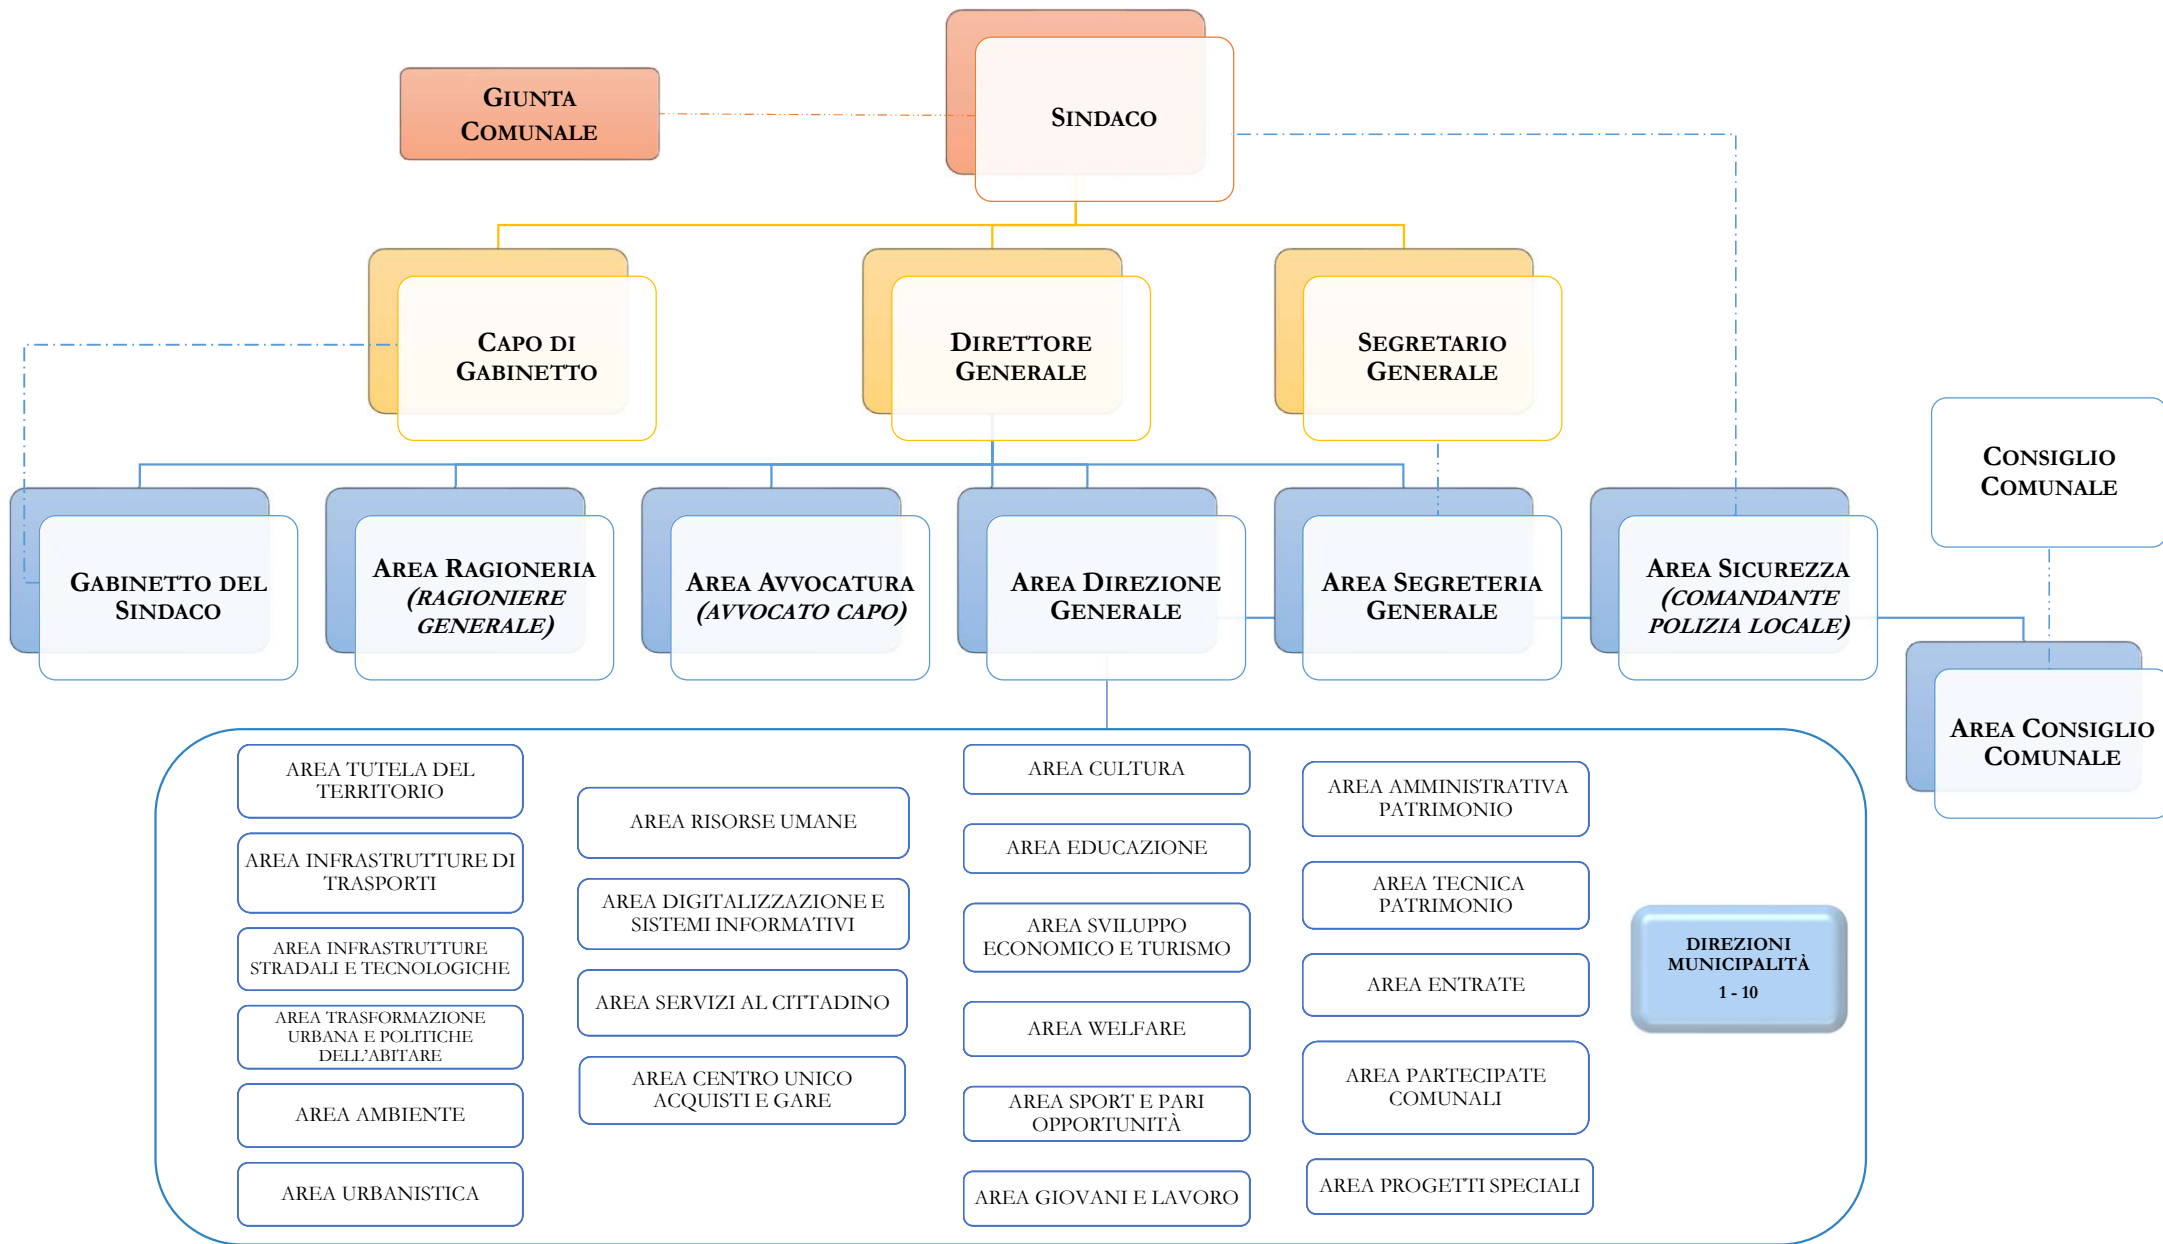 GIUNTA
COMUNALE
SINDACO
CAPO DI
GABINETTO
DIRETTORE
GENERALE
SEGRETARIO
GENERALE
CONSIGLIO
COMUNALE
GABINETTO DEL
SINDACO
AREA RAGIONERIA
(RAGIONIERE
GENERALE)
AREA AVVOCATURA
(AVVOCATO CAPO)
AREA DIREZIONE
GENERALE
AREA SEGRETERIA
GENERALE
AREA SICUREZZA
(COMANDANTE
POLIZIA LOCALE)
AREA CONSIGLIO
COMUNALE
AREA TUTELA DEL
TERRITORIO
AREA INFRASTRUTTURE DI
TRASPORTI
AREA INFRASTRUTTURE
STRADALI E TECNOLOGICHE
AREA TRASFORMAZIONE
URBANA E POLITICHE
DELL'ABITARE
AREA AMBIENTE
AREA URBANISTICA
AREA RISORSE UMANE
AREA DIGITALIZZAZIONE E
SISTEMI INFORMATIVI
AREA SERVIZI AL CITTADINO
AREA CENTRO UNICO
ACQUISTI E GARE
AREA CULTURA
AREA EDUCAZIONE
AREA SVILUPPO
ECONOMICO E TURISMO
AREA WELFARE
AREA SPORT E PARI
OPPORTUNITÀ
AREA GIOVANI E LAVORO
AREA AMMINISTRATIVA
PATRIMONIO
AREA TECNICA
PATRIMONIO
AREA ENTRATE
AREA PARTECIPATE
COMUNALI
AREA PROGETTI SPECIALI
DIREZIONI
MUNICIPALITÀ
1 - 10